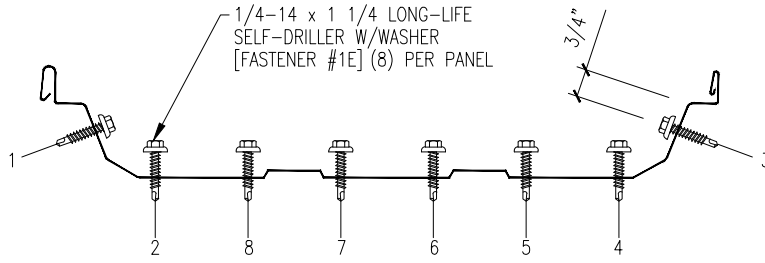 1/4-14 x 1 1/4 LONG-LIFE
SELF-DRILLER W/WASHER
[FASTENER #1E] (8) PER PANEL
3/4"
1
3
2 8 7 6 5 4